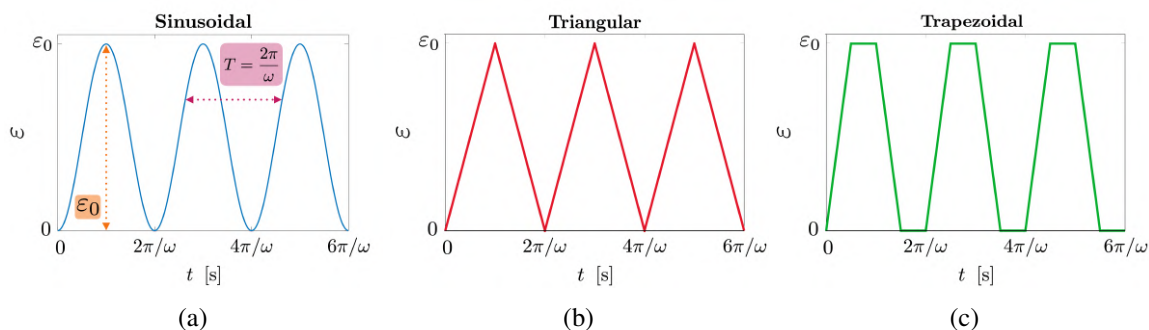 Sinusoidal
ε₀
T = 2π/ω
ε
ε₀
0
0 2π/ω 4π/ω 6π/ω
t [s]
(a)
Triangular
ε₀
ε
0
0 2π/ω 4π/ω 6π/ω
t [s]
(b)
Trapezoidal
ε₀
ε
0
0 2π/ω 4π/ω 6π/ω
t [s]
(c)